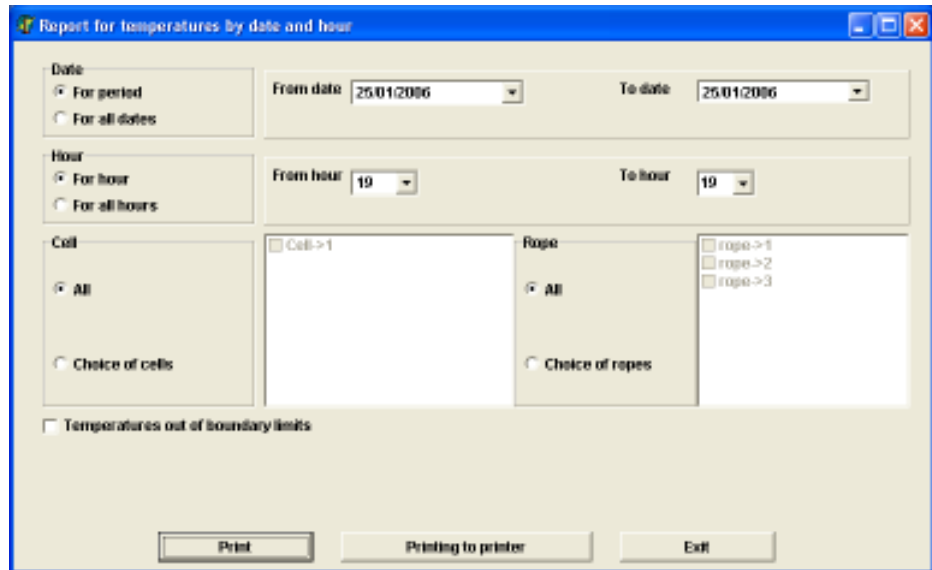 Report for temperatures by date and hour
Date
For period
For all dates
From date 25/01/2006
To date 25/01/2006
Hour
For hour
For all hours
From hour 19
To hour 19
Cell
All
Choice of cells
Cell->1
Rope
All
Choice of ropes
rope->1
rope->2
rope->3
Temperatures out of boundary limits
Print
Printing to printer
Exit